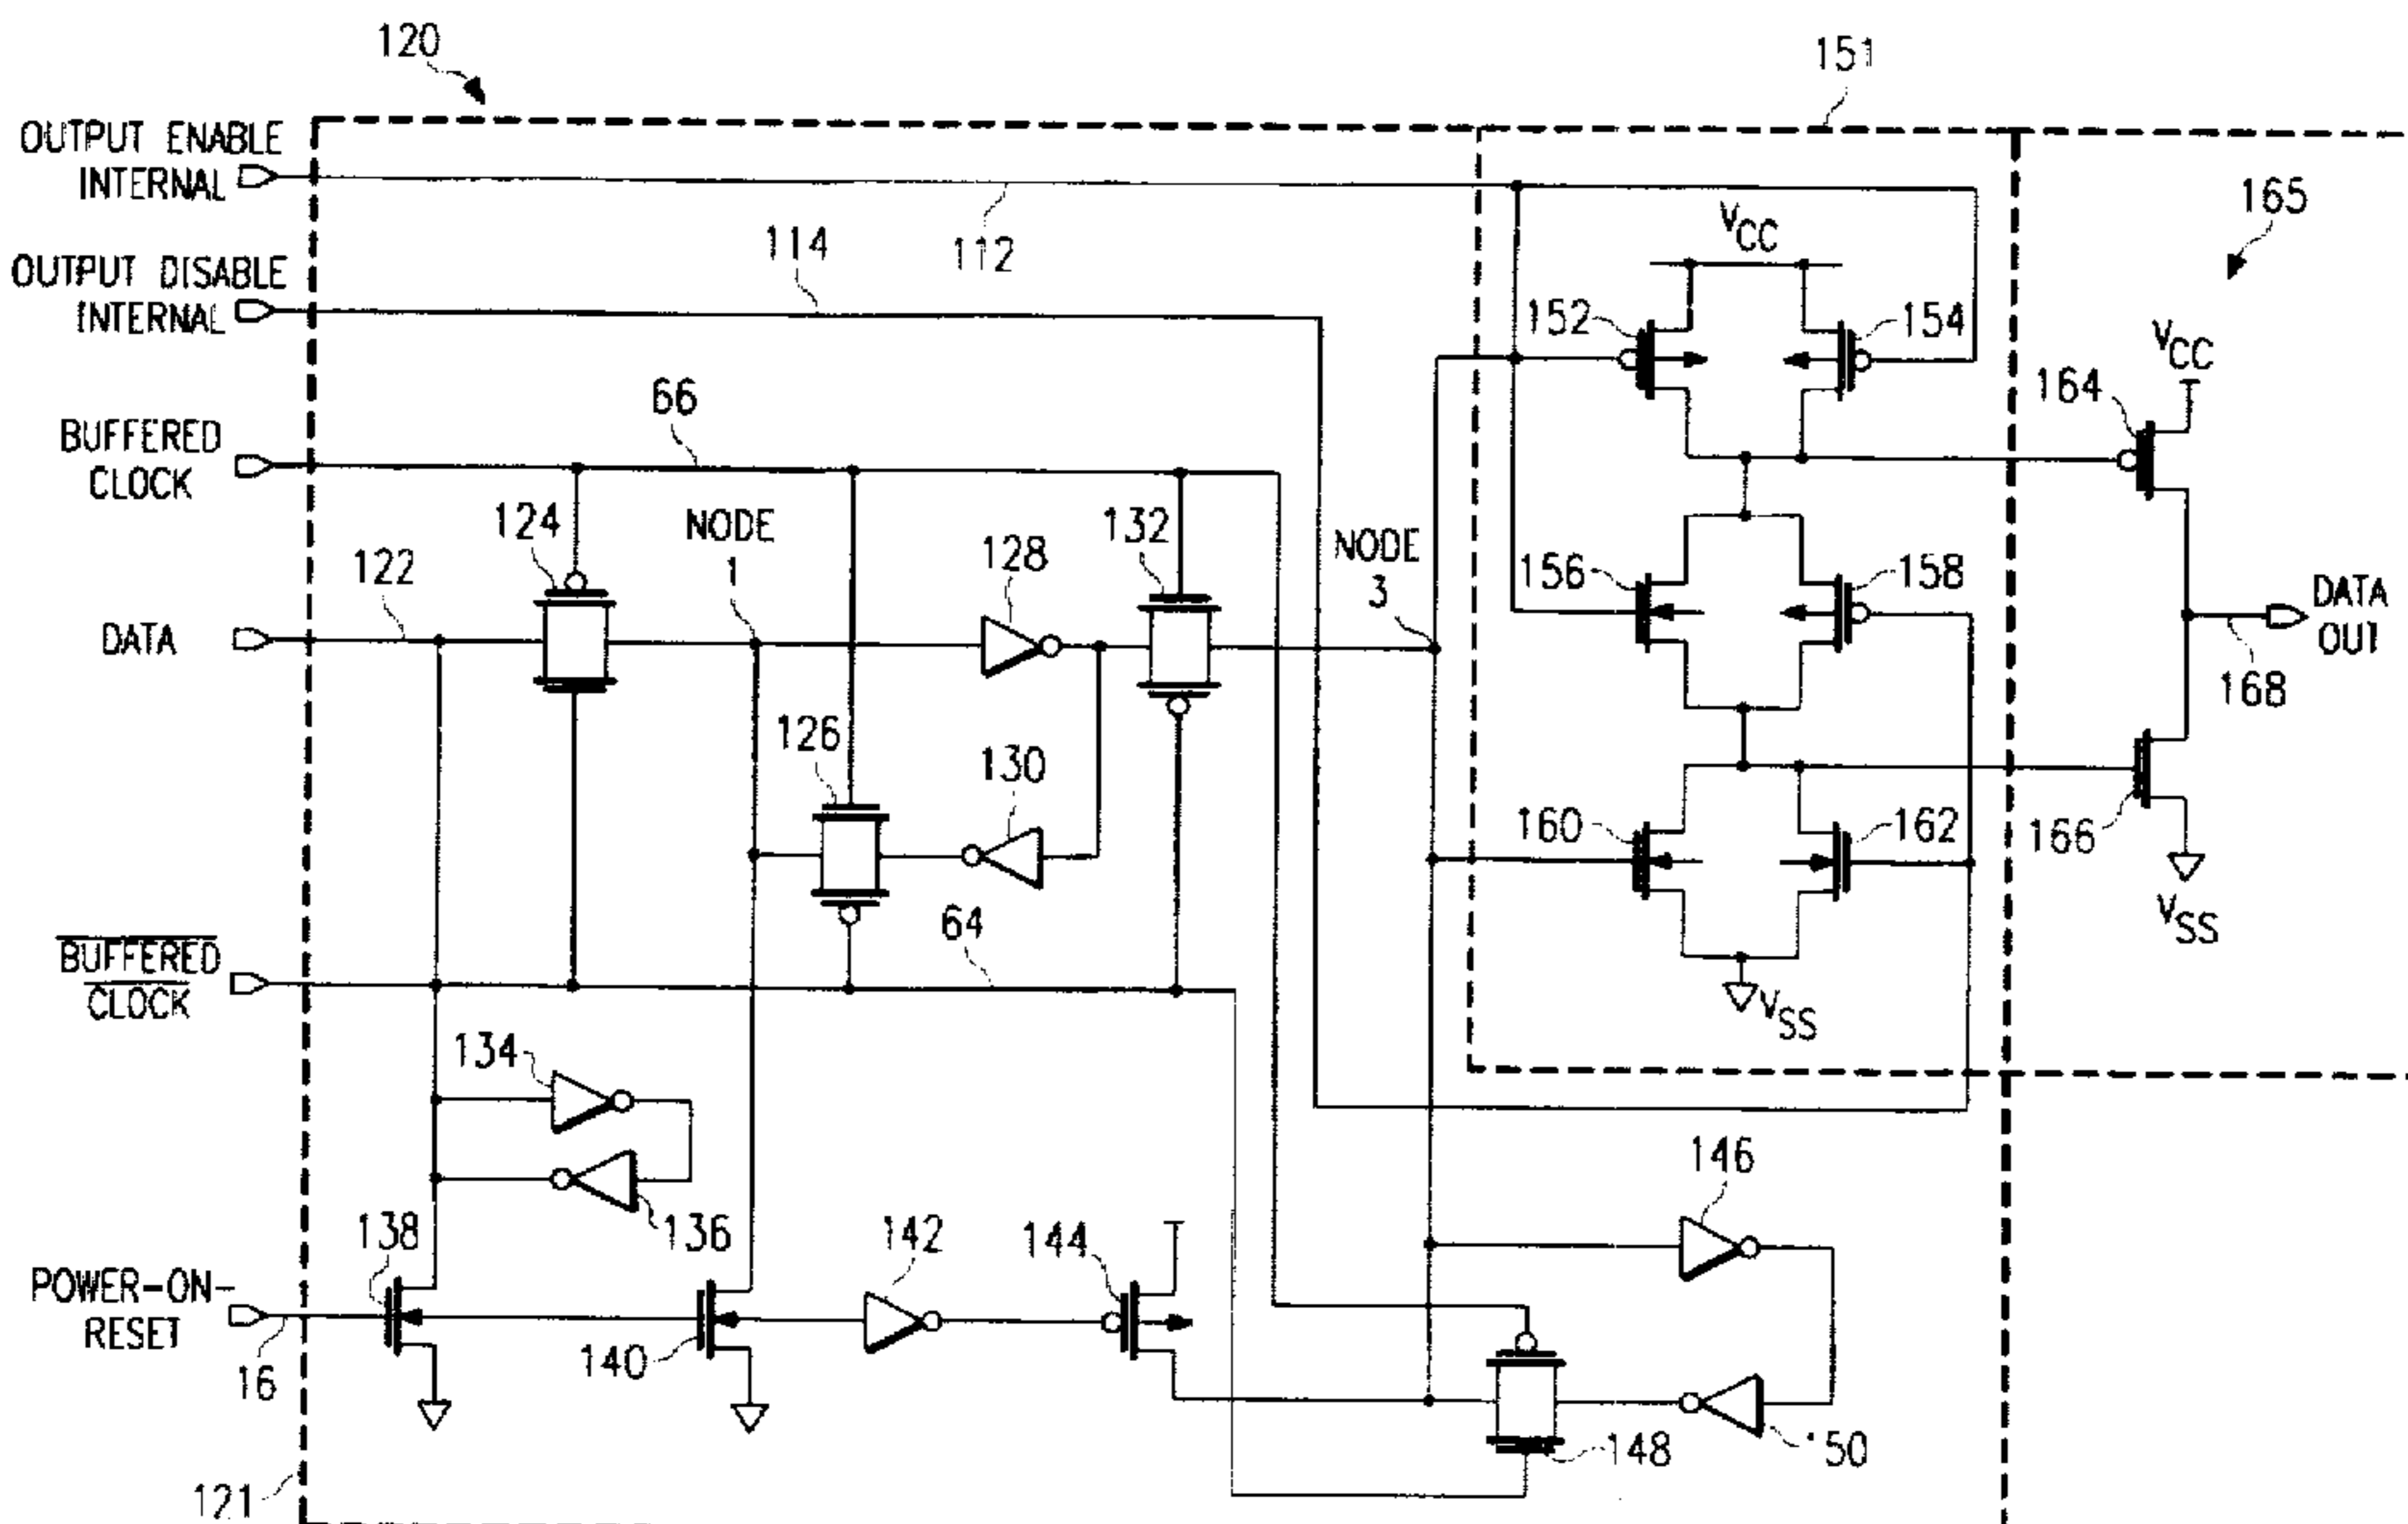 120
151
OUTPUT ENABLE
INTERNAL
112
165
OUTPUT DISABLE
INTERNAL
114
VCC
152
154
VCC
164
BUFFERED
CLOCK
66
124
NODE
1
128
132
NODE
3
156
158
DATA
OUT
168
DATA
122
126
130
160
162
166
VSS
BUFFERED
CLOCK
64
VSS
134
136
146
138
142
144
POWER-ON-
RESET
16
140
148
150
121